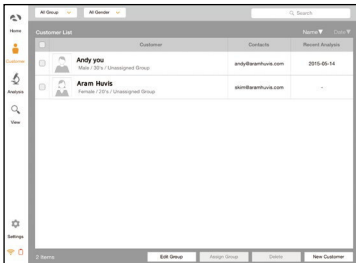 All Group
All Gender
Search
Home
Customer List
Name▼ Date▼
Customer
Contacts
Recent Analysis
Customer
Andy you
Male / 30's / Unassigned Group
andy@aramhuvis.com
2015-05-14
Analysis
Aram Huvis
Female / 20's / Unassigned Group
skim@aramhuvis.com
-
View
Settings
2 Items
Edit Group
Assign Group
Delete
New Customer